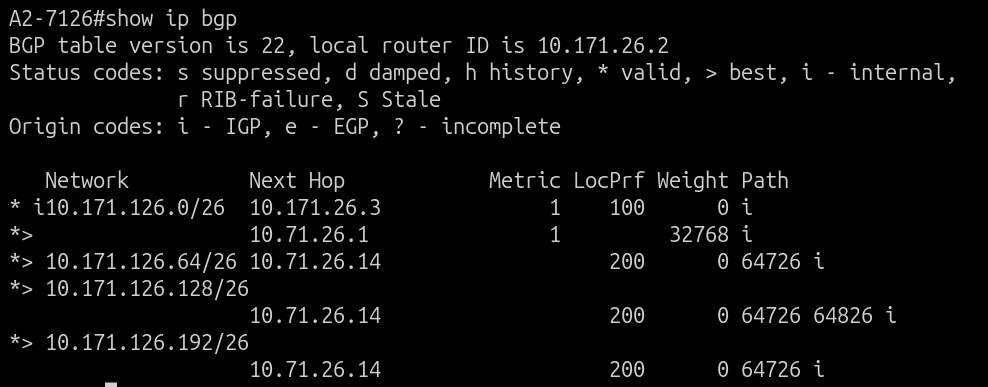 A2-7126#show ip bgp
BGP table version is 22, local router ID is 10.171.26.2
Status codes: s suppressed, d damped, h history, * valid, > best, i - internal,
              r RIB-failure, S Stale
Origin codes: i - IGP, e - EGP, ? - incomplete

   Network          Next Hop            Metric LocPrf Weight Path
* i10.171.126.0/26  10.171.26.3              1    100      0 i
*>                  10.71.26.1               1         32768 i
*> 10.171.126.64/26 10.71.26.14                   200      0 64726 i
*> 10.171.126.128/26
                    10.71.26.14                   200      0 64726 64826 i
*> 10.171.126.192/26
                    10.71.26.14                   200      0 64726 i